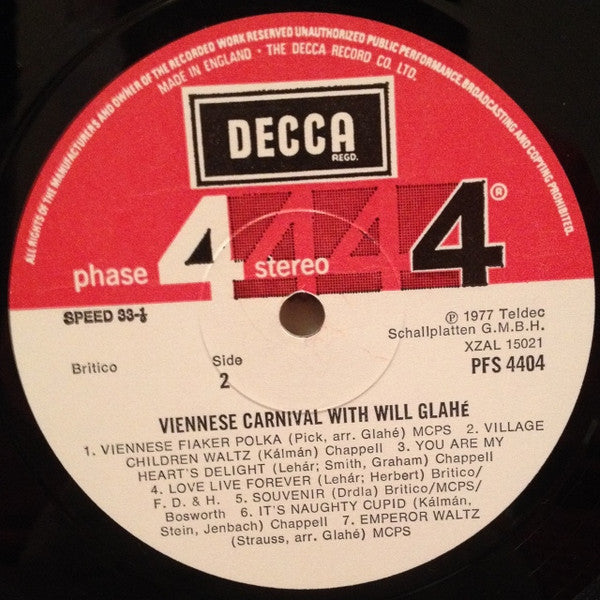 ALL RIGHTS OF THE MANUFACTURERS AND OWNER OF THE RECORDED WORK RESERVED UNAUTHORIZED PUBLIC PERFORMANCE BROADCASTING AND COPYING PROHIBITED.
MADE IN ENGLAND · THE DECCA RECORD CO. LTD.
DECCA
REGD.
phase 4 stereo 4 4 4®
SPEED 33-⅓
℗ 1977 Teldec
Schallplatten G.M.B.H.
XZAL 15021
Britico
Side
2
PFS 4404
VIENNESE CARNIVAL WITH WILL GLAHé
1. VIENNESE FIAKER POLKA (Pick, arr. Glahé) MCPS 2. VILLAGE
CHILDREN WALTZ (Kálmán) Chappell 3. YOU ARE MY
HEART'S DELIGHT (Lehár; Smith, Graham) Chappell
4. LOVE LIVE FOREVER (Lehár; Herbert) Britico/
F. D. & H. 5. SOUVENIR (Drdla) Britico/MCPS/
Bosworth 6. IT'S NAUGHTY CUPID (Kálmán,
Stein, Jenbach) Chappell 7. EMPEROR WALTZ
(Strauss, arr. Glahé) MCPS